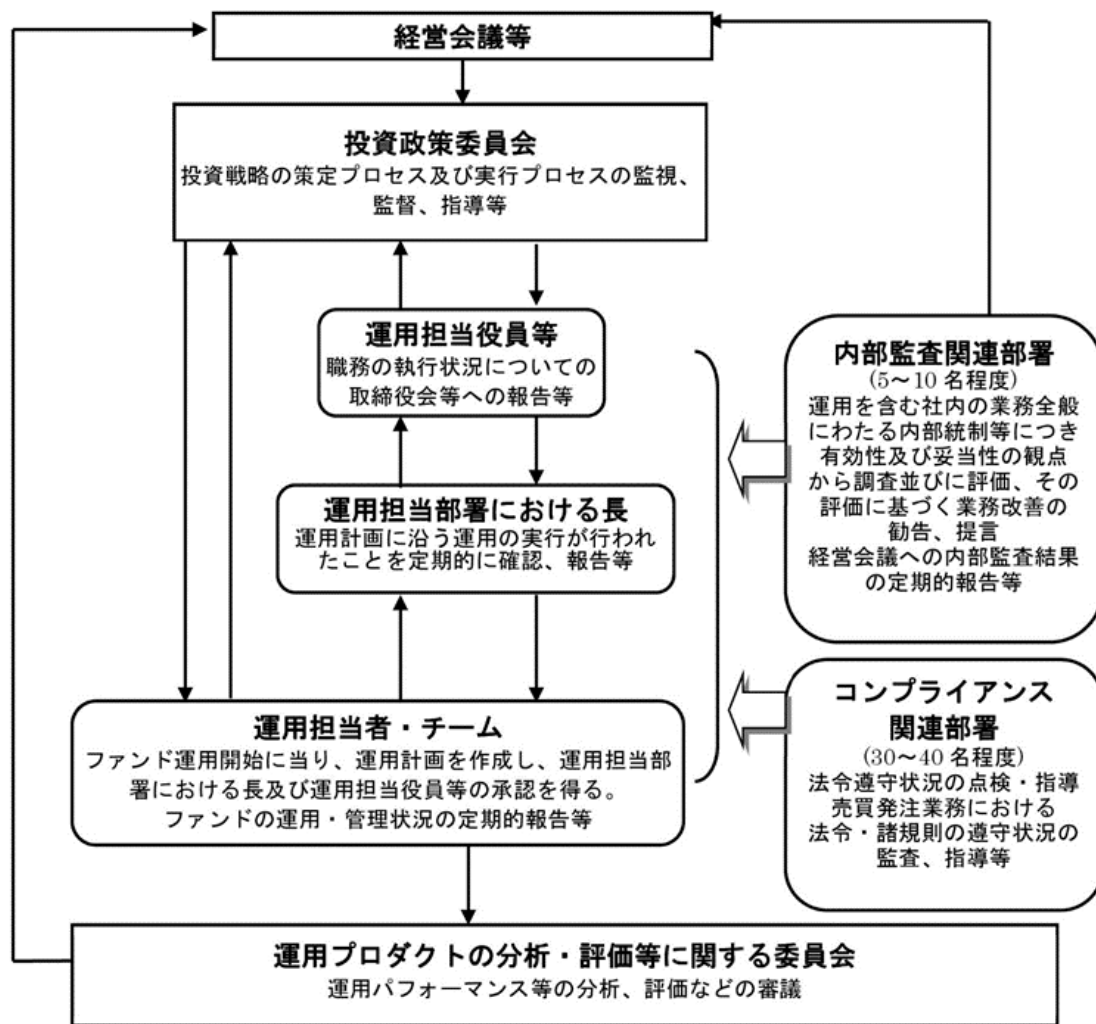 経営会議等
投資政策委員会
投資戦略の策定プロセス及び実行プロセスの監視、
監督、指導等
運用担当役員等
職務の執行状況についての
取締役会等への報告等
運用担当部署における長
運用計画に沿う運用の実行が行われ
たことを定期的に確認、報告等
運用担当者・チーム
ファンド運用開始に当り、運用計画を作成し、運用担当部
署における長及び運用担当役員等の承認を得る。
ファンドの運用・管理状況の定期的報告等
内部監査関連部署
(5～10 名程度)
運用を含む社内の業務全般
にわたる内部統制等につき
有効性及び妥当性の観点
から調査並びに評価、その
評価に基づく業務改善の
勧告、提言
経営会議への内部監査結果
の定期的報告等
コンプライアンス
関連部署
(30～40 名程度)
法令遵守状況の点検・指導
売買発注業務における
法令・諸規則の遵守状況の
監査、指導等
運用プロダクトの分析・評価等に関する委員会
運用パフォーマンス等の分析、評価などの審議